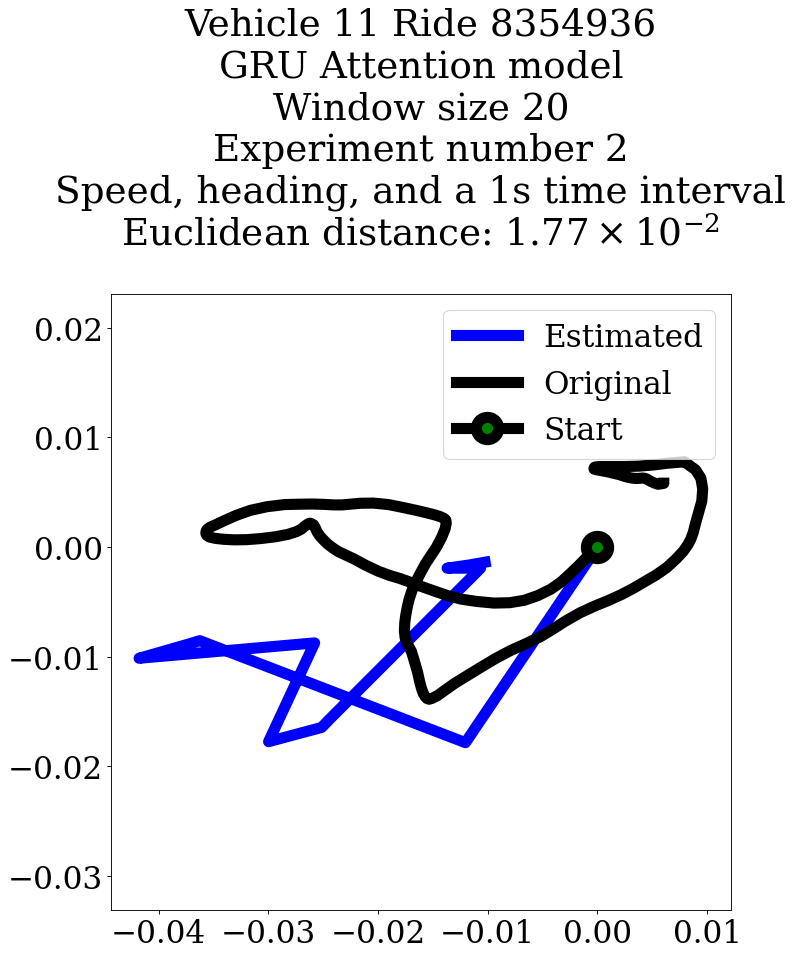 Vehicle 11 Ride 8354936
GRU Attention model
Window size 20
Experiment number 2
Speed, heading, and a 1s time interval
Euclidean distance: 1.77 × 10⁻²
Estimated
Original
Start
0.02
0.01
0.00
−0.01
−0.02
−0.03
−0.04 −0.03 −0.02 −0.01 0.00 0.01